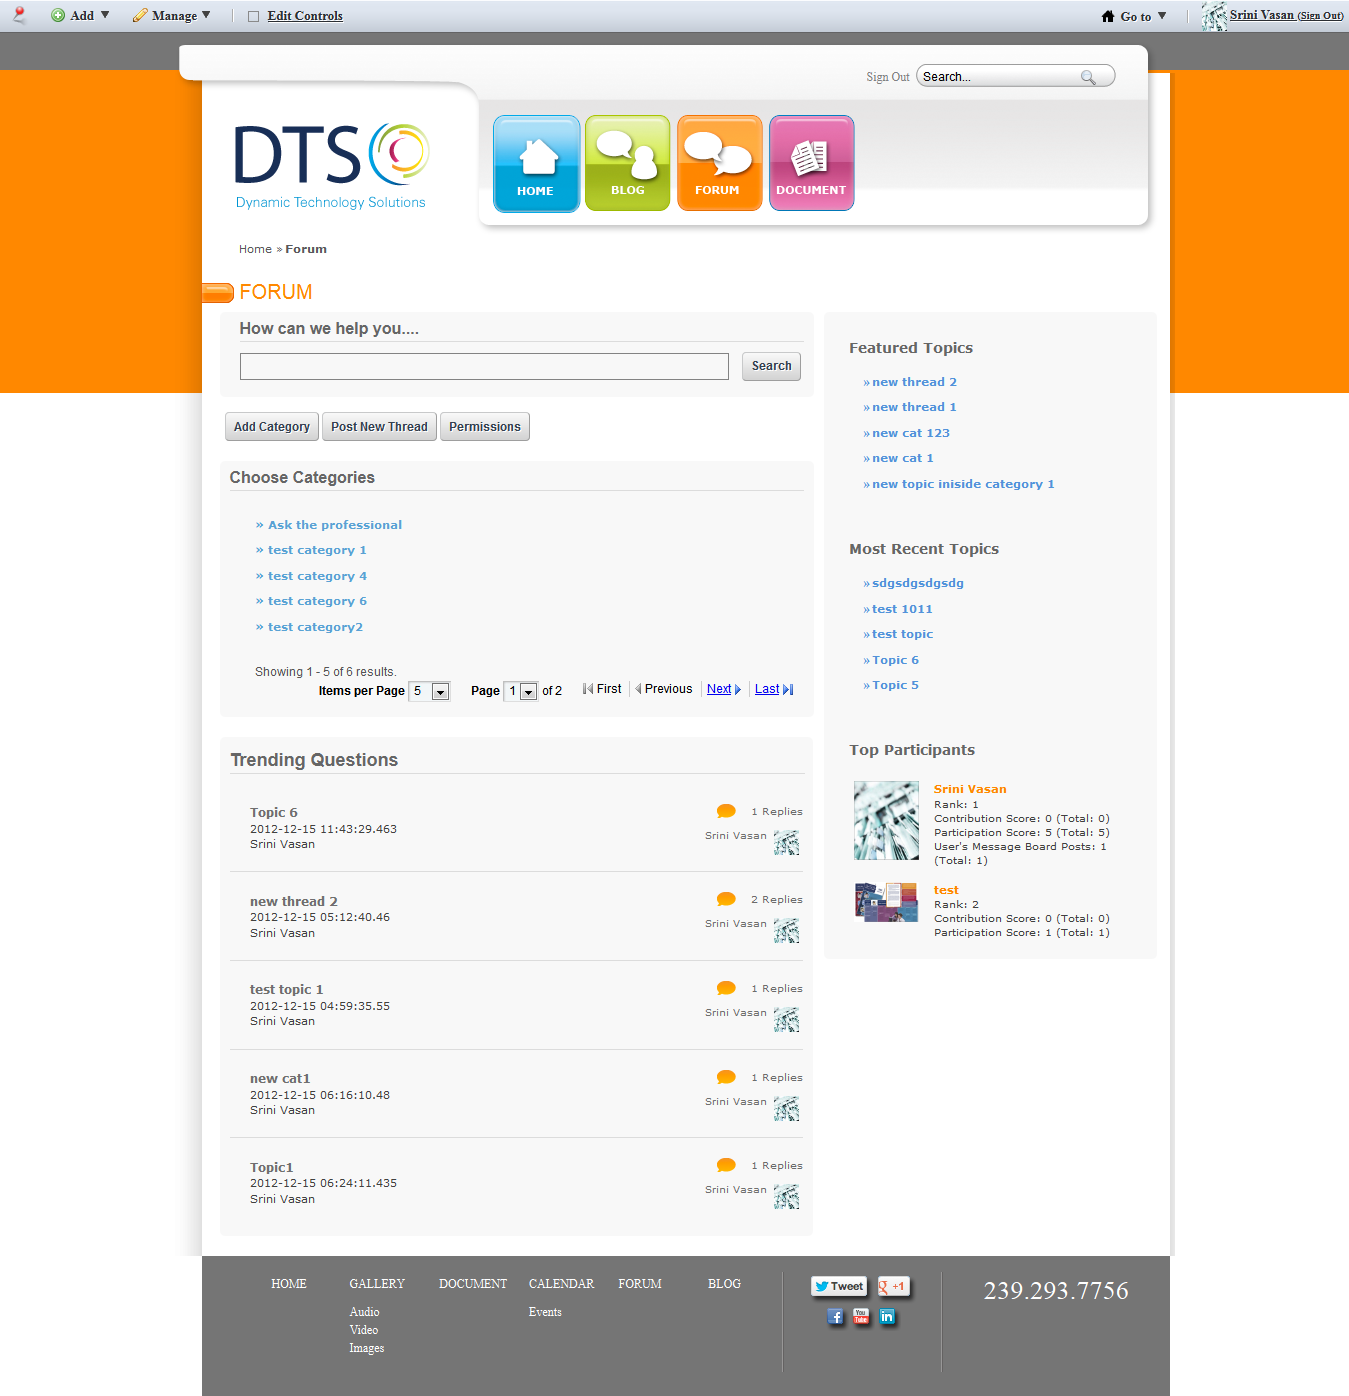 Add ▼ Manage ▼ Edit Controls Go to ▼ Srini Vasan (Sign Out)
Sign Out Search...
DTS
Dynamic Technology Solutions
HOME BLOG FORUM DOCUMENT
Home » Forum
FORUM
How can we help you....
Search
Add Category Post New Thread Permissions
Choose Categories
» Ask the professional
» test category 1
» test category 4
» test category 6
» test category2
Showing 1 - 5 of 6 results.
Items per Page 5 Page 1 of 2 First Previous Next Last
Trending Questions
Topic 6
1 Replies
2012-12-15 11:43:29.463
Srini Vasan
Srini Vasan
new thread 2
2 Replies
2012-12-15 05:12:40.46
Srini Vasan
Srini Vasan
test topic 1
1 Replies
2012-12-15 04:59:35.55
Srini Vasan
Srini Vasan
new cat1
1 Replies
2012-12-15 06:16:10.48
Srini Vasan
Srini Vasan
Topic1
1 Replies
2012-12-15 06:24:11.435
Srini Vasan
Srini Vasan
Featured Topics
» new thread 2
» new thread 1
» new cat 123
» new cat 1
» new topic iniside category 1
Most Recent Topics
» sdgsdgsdgsdg
» test 1011
» test topic
» Topic 6
» Topic 5
Top Participants
Srini Vasan
Rank: 1
Contribution Score: 0 (Total: 0)
Participation Score: 5 (Total: 5)
User's Message Board Posts: 1
(Total: 1)
test
Rank: 2
Contribution Score: 0 (Total: 0)
Participation Score: 1 (Total: 1)
HOME GALLERY DOCUMENT CALENDAR FORUM BLOG
Audio Events
Video
Images
Tweet g +1
f You Tube in
239.293.7756